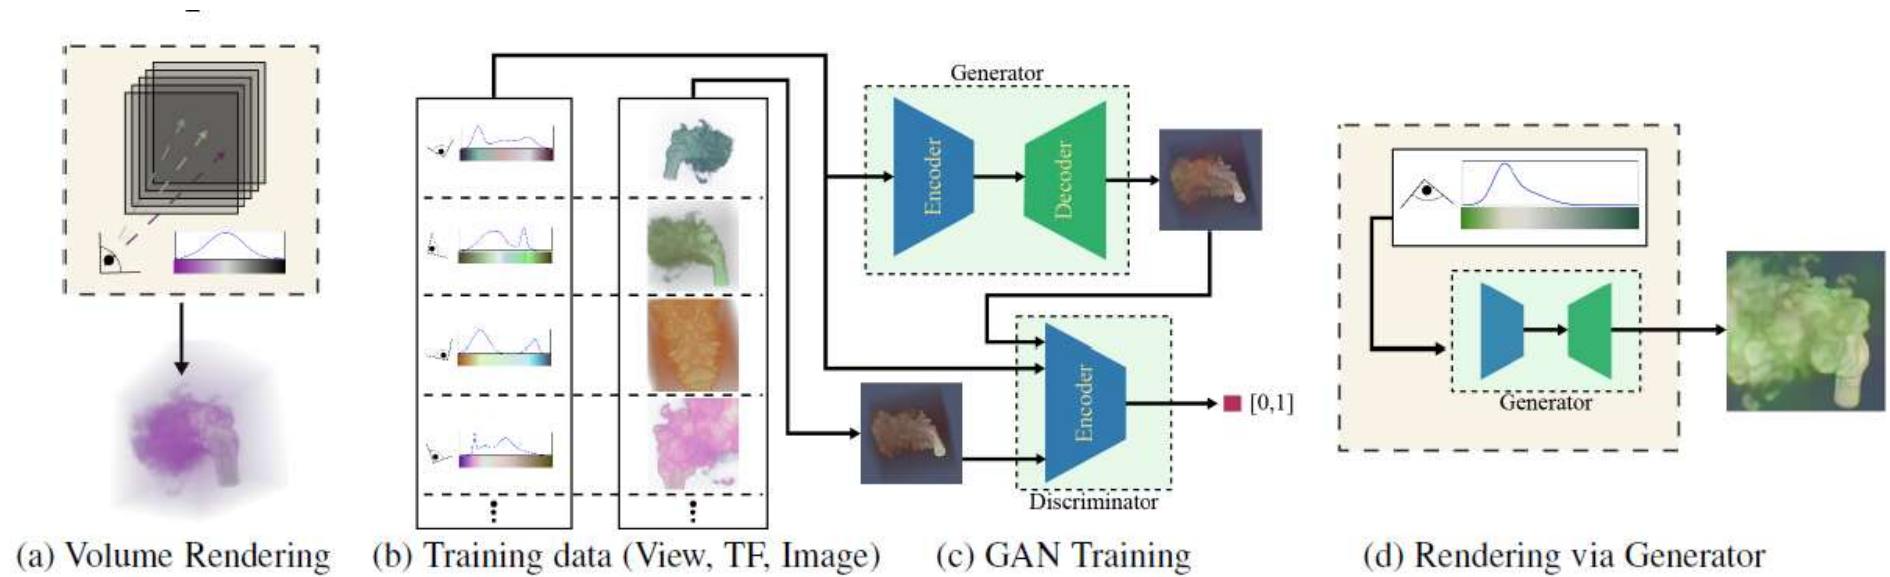 Generator
Encoder
Decoder
Encoder
[0,1]
Discriminator
Generator
(a) Volume Rendering
(b) Training data (View, TF, Image)
(c) GAN Training
(d) Rendering via Generator